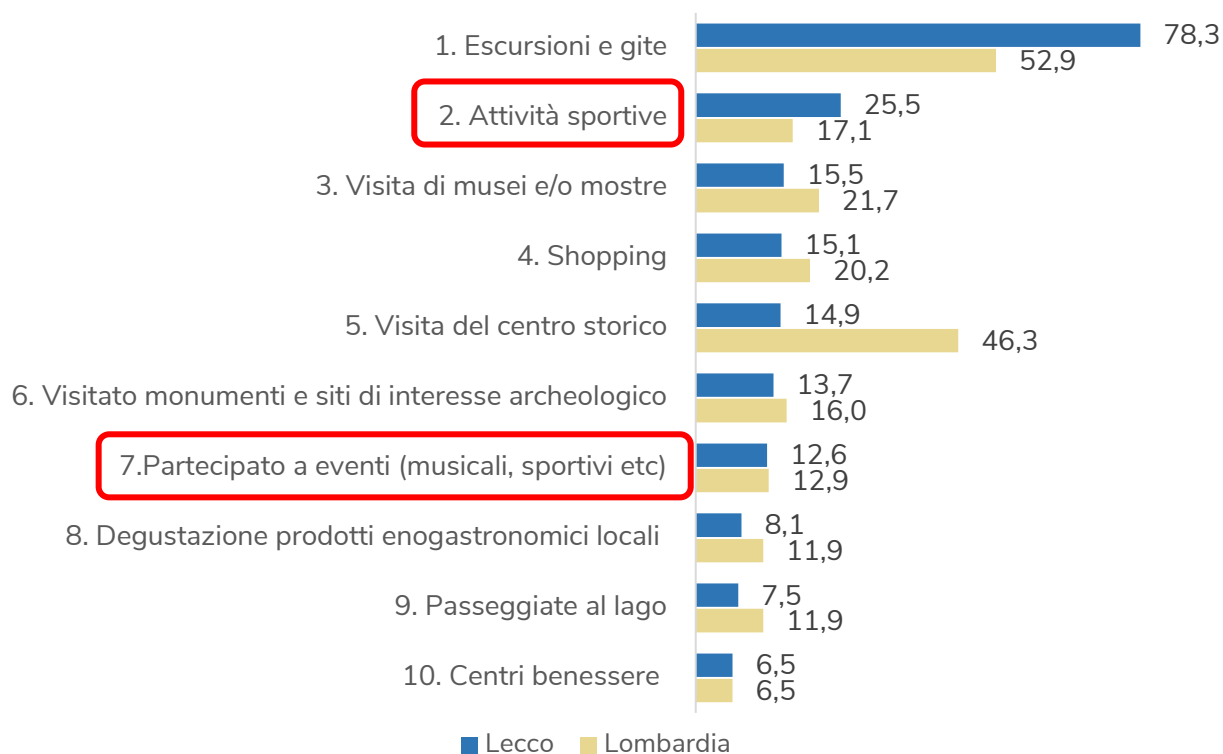 1. Escursioni e gite
78,3
52,9
2. Attività sportive
25,5
17,1
3. Visita di musei e/o mostre
15,5
21,7
4. Shopping
15,1
20,2
5. Visita del centro storico
14,9
46,3
6. Visitato monumenti e siti di interesse archeologico
13,7
16,0
7.Partecipato a eventi (musicali, sportivi etc)
12,6
12,9
8. Degustazione prodotti enogastronomici locali
8,1
11,9
9. Passeggiate al lago
7,5
11,9
10. Centri benessere
6,5
6,5
Lecco Lombardia